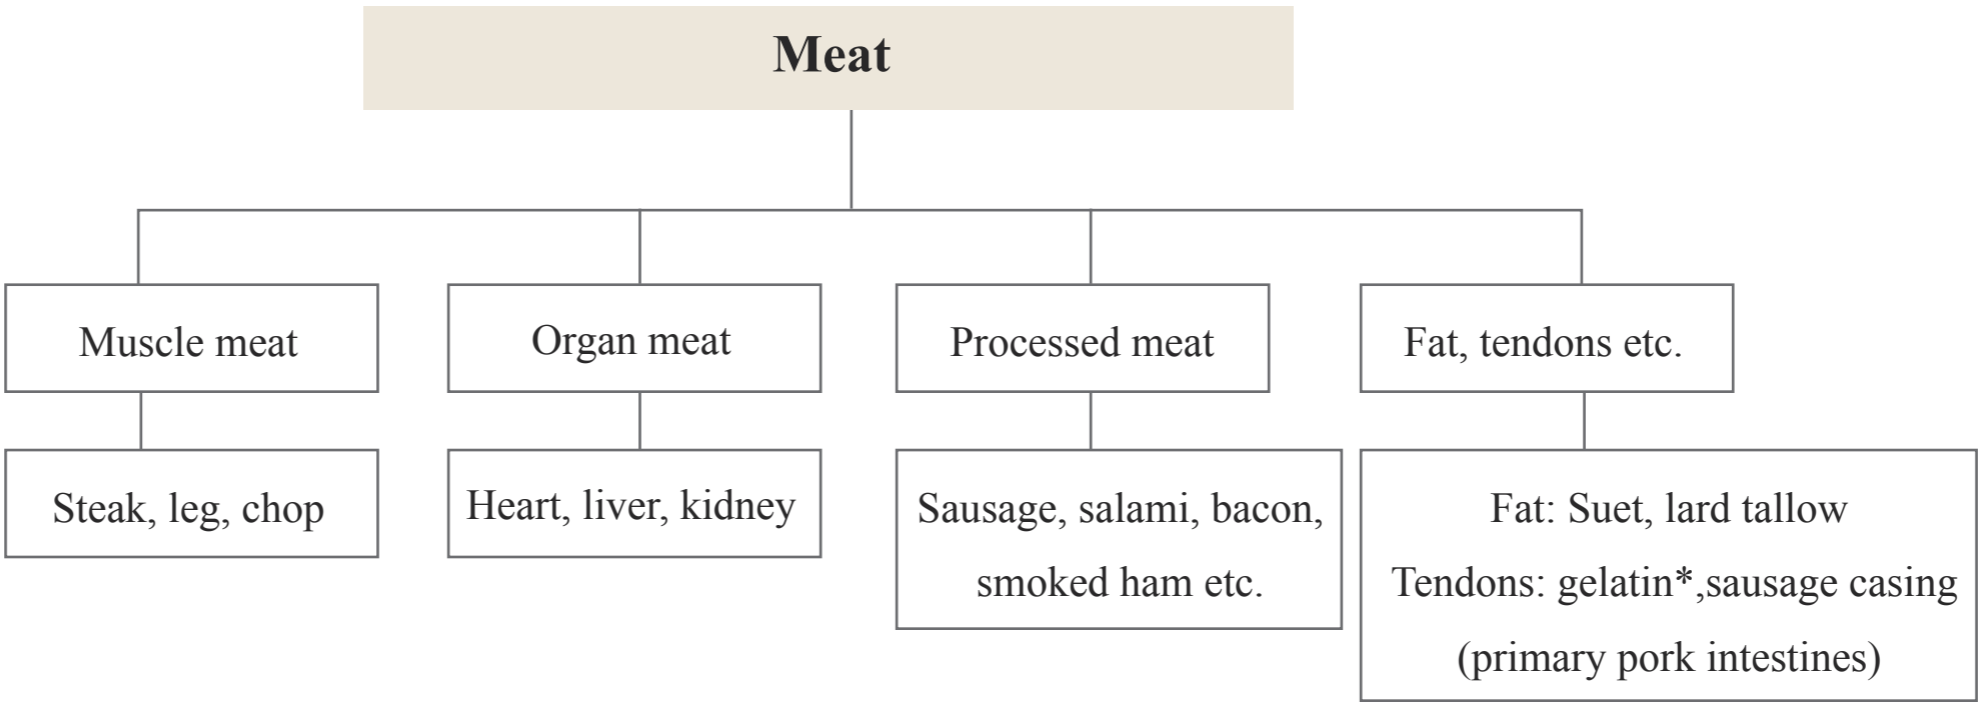 Meat
Muscle meat
Organ meat
Processed meat
Fat, tendons etc.
Steak, leg, chop
Heart, liver, kidney
Sausage, salami, bacon,
smoked ham etc.
Fat: Suet, lard tallow
Tendons: gelatin*,sausage casing
(primary pork intestines)